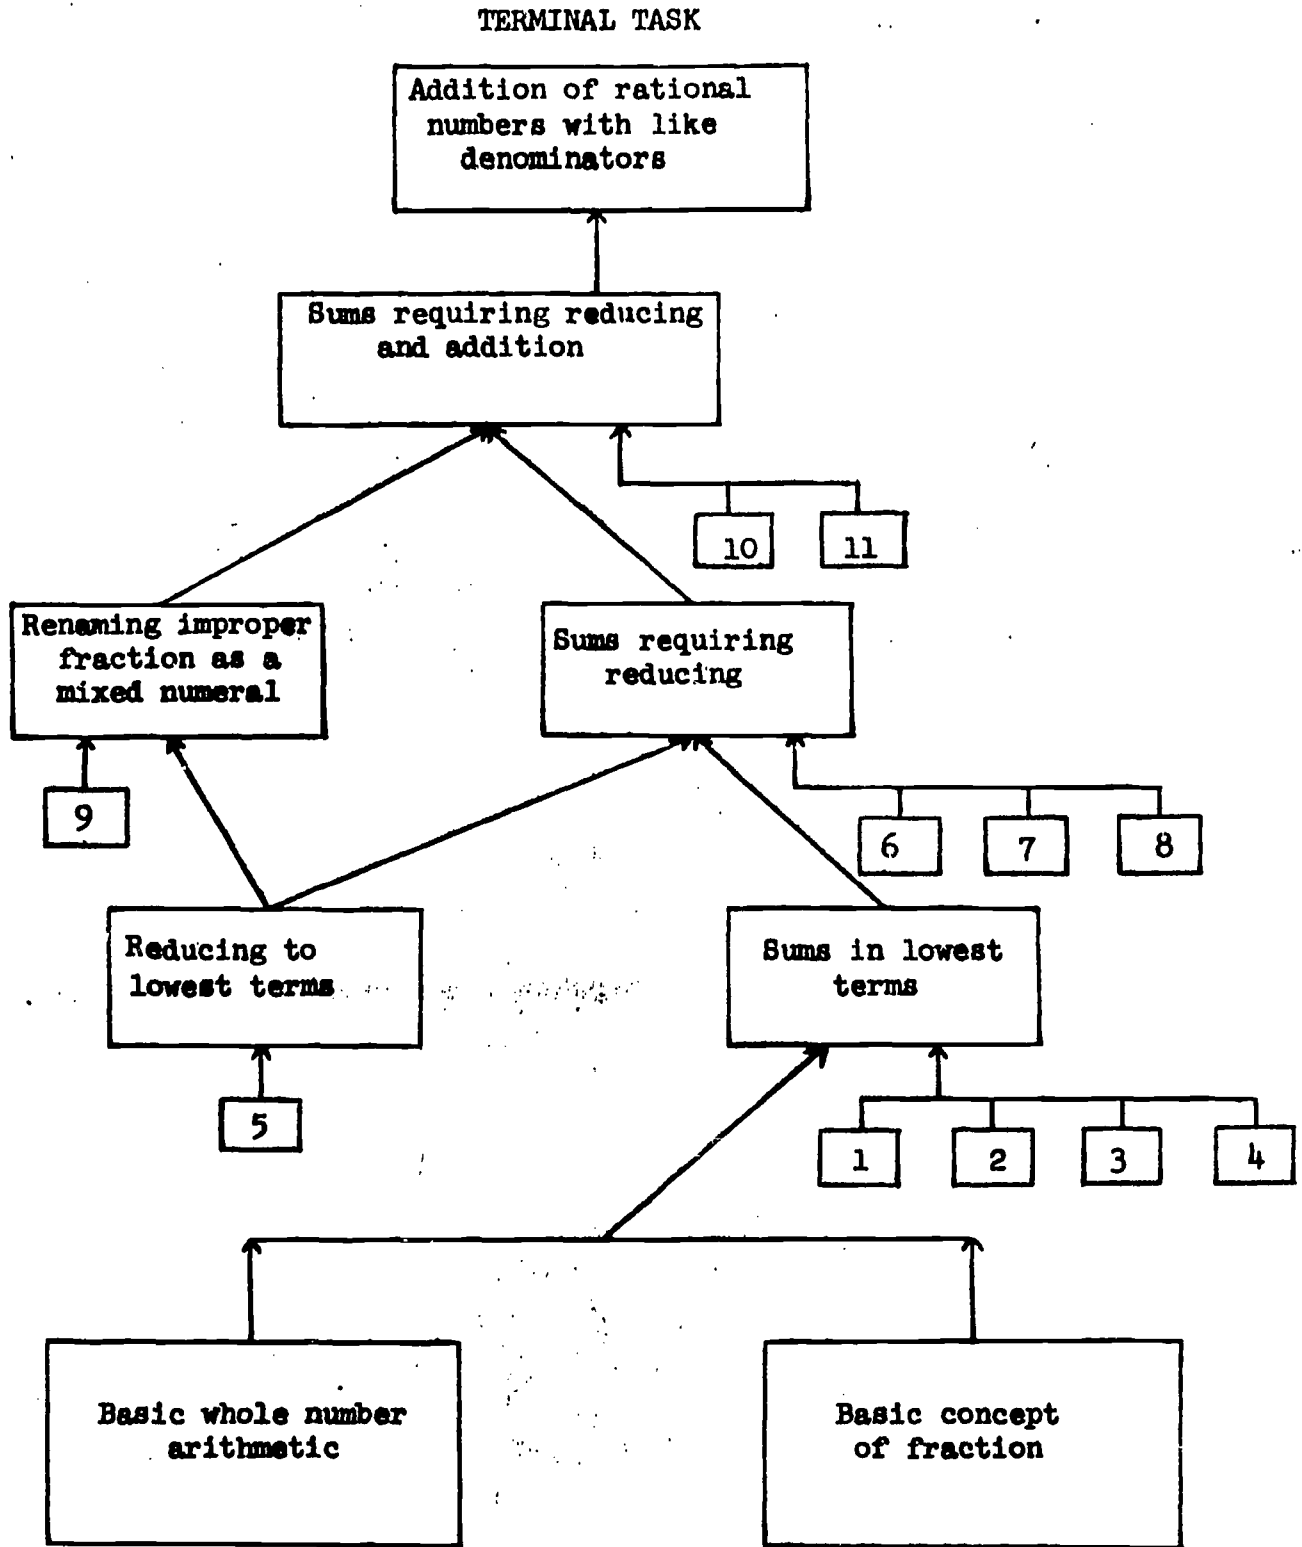 TERMINAL TASK
Addition of rational
numbers with like
denominators
Sums requiring reducing
and addition
10
11
Renaming improper
fraction as a
mixed numeral
Sums requiring
reducing
9
6
7
8
Reducing to
lowest terms
Sums in lowest
terms
5
1
2
3
4
Basic whole number
arithmetic
Basic concept
of fraction